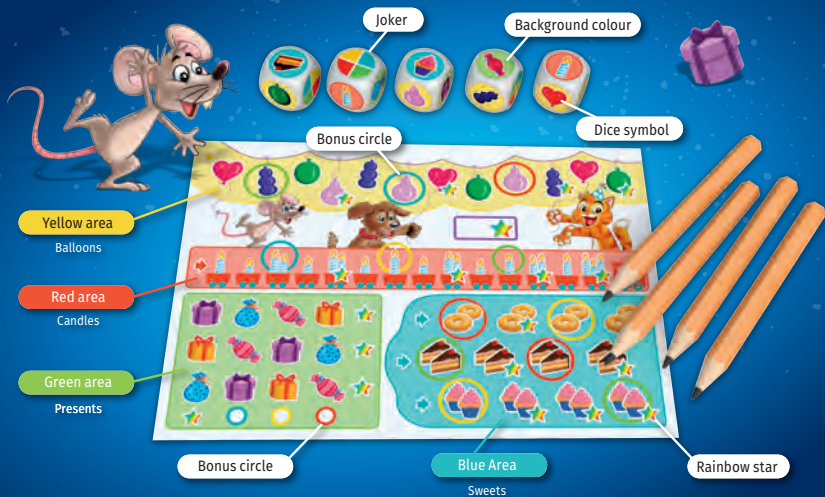 Joker
Background colour
Dice symbol
Bonus circle
Yellow area
Balloons
Red area
Candles
Green area
Presents
Bonus circle
Blue Area
Sweets
Rainbow star